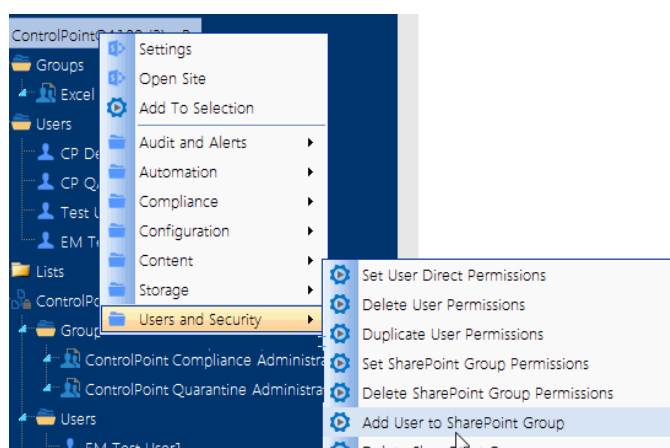 Groups
Excel
Users
CP
CP
Test
EM
Lists
Users
EM Test User1
ControlPoint Compliance
ControlPoint Quarantine
Settings
Open Site
Add To Selection
Audit and Alerts
Automation
Compliance
Configuration
Content
Storage
Users and Security
Set User Direct Permissions
Delete User Permissions
Duplicate User Permissions
Set SharePoint Group Permissions
Delete SharePoint Group Permissions
Add User to SharePoint Group